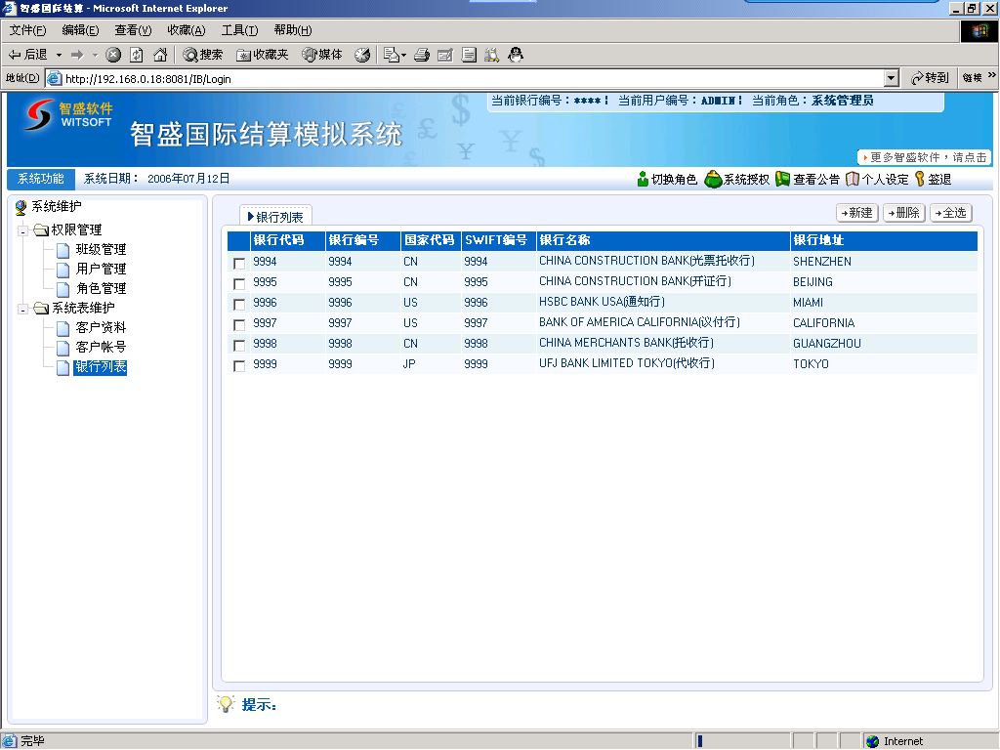 智盛国际结算 - Microsoft Internet Explorer
文件(F) 编辑(E) 查看(V) 收藏(A) 工具(T) 帮助(H)
后退 搜索 收藏夹 媒体
地址(D) http://192.168.0.18:8081/IB/Login 转到 链接 »
智盛软件
WITSOFT
智盛国际结算模拟系统
当前银行编号：****¦ 当前用户编号：ADMIN¦ 当前角色：系统管理员
更多智盛软件，请点击
系统功能 系统日期： 2006年07月12日 切换角色 系统授权 查看公告 个人设定 签退
系统维护
权限管理
班级管理
用户管理
角色管理
系统表维护
客户资料
客户帐号
银行列表
银行列表 新建 删除 全选
银行代码 银行编号 国家代码 SWIFT编号 银行名称 银行地址
9994 9994 CN 9994 CHINA CONSTRUCTION BANK(光票托收行) SHENZHEN
9995 9995 CN 9995 CHINA CONSTRUCTION BANK(开证行) BEIJING
9996 9996 US 9996 HSBC BANK USA(通知行) MIAMI
9997 9997 US 9997 BANK OF AMERICA CALIFORNIA(议付行) CALIFORNIA
9998 9998 CN 9998 CHINA MERCHANTS BANK(托收行) GUANGZHOU
9999 9999 JP 9999 UFJ BANK LIMITED TOKYO(代收行) TOKYO
提示:
完毕 Internet